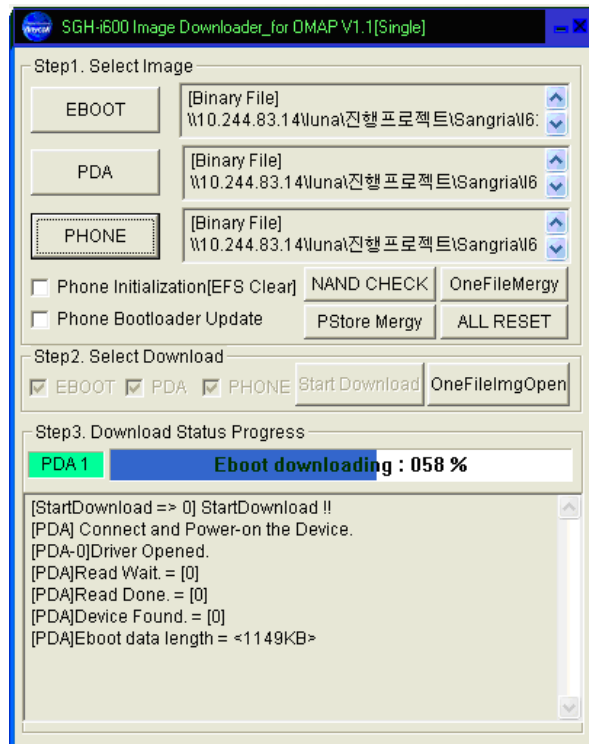 SGH-i600 Image Downloader_for OMAP V1.1[Single]
Step1. Select Image
EBOOT
[Binary File]
\\10.244.83.14\luna\진행프로젝트\Sangria\I6:
PDA
[Binary File]
\\10.244.83.14\luna\진행프로젝트\Sangria\I6
PHONE
[Binary File]
\\10.244.83.14\luna\진행프로젝트\Sangria\I6
Phone Initialization[EFS Clear]
NAND CHECK
OneFileMergy
Phone Bootloader Update
PStore Mergy
ALL RESET
Step2. Select Download
EBOOT
PDA
PHONE
Start Download
OneFileImgOpen
Step3. Download Status Progress
PDA 1
Eboot downloading : 058 %
[StartDownload => 0] StartDownload !!
[PDA] Connect and Power-on the Device.
[PDA-0]Driver Opened.
[PDA]Read Wait. = [0]
[PDA]Read Done. = [0]
[PDA]Device Found. = [0]
[PDA]Eboot data length = <1149KB>